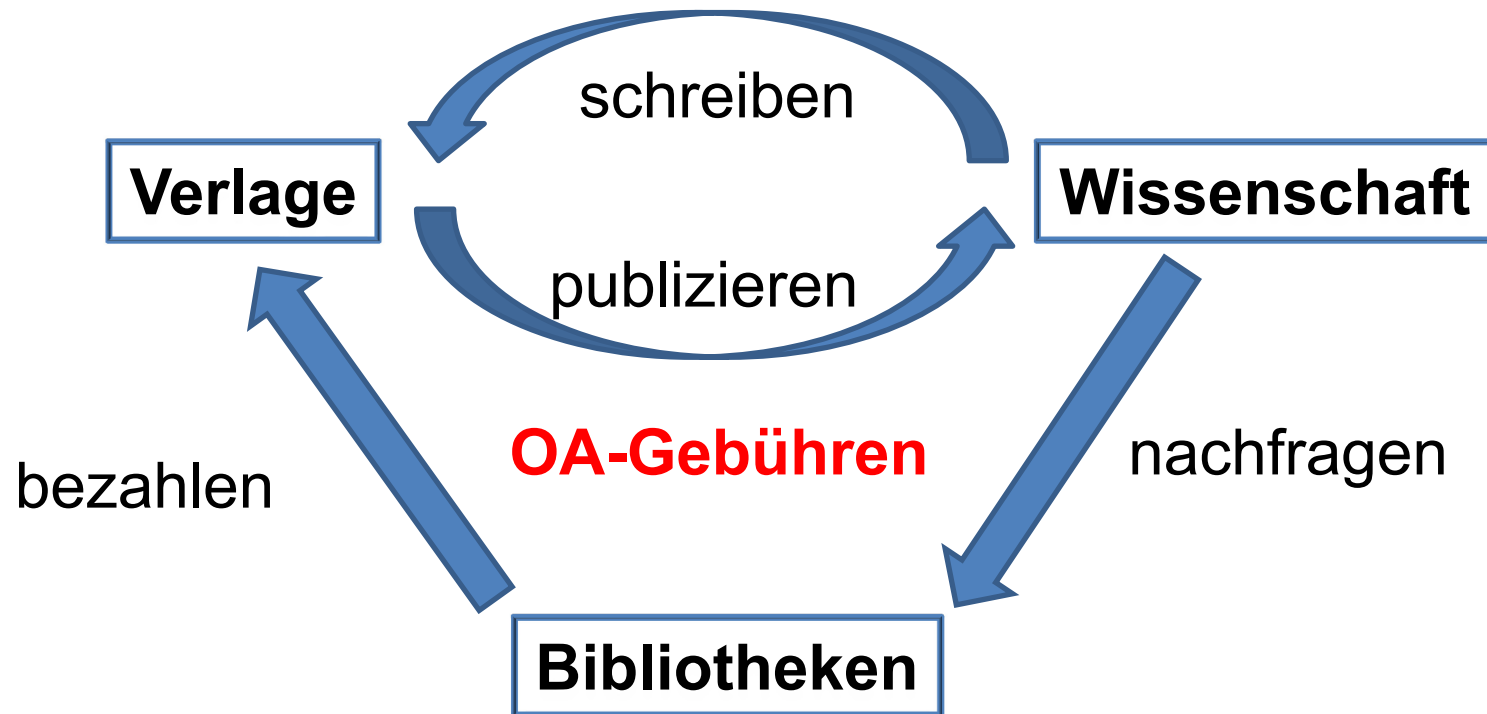 schreiben
Verlage
Wissenschaft
publizieren
OA-Gebühren
nachfragen
bezahlen
Bibliotheken